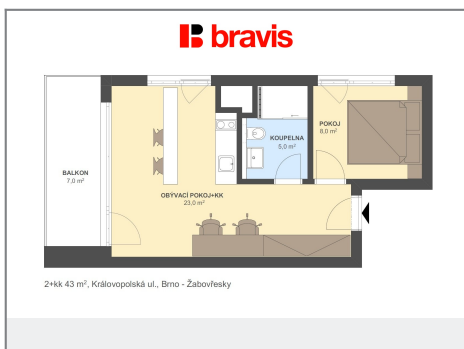 bravis
BALKON
7,0 m²
OBÝVACÍ POKOJ+KK
23,0 m²
KOUPELNA
5,0 m²
POKOJ
8,0 m²
2+kk 43 m², Královopolská ul., Brno - Žabovřesky